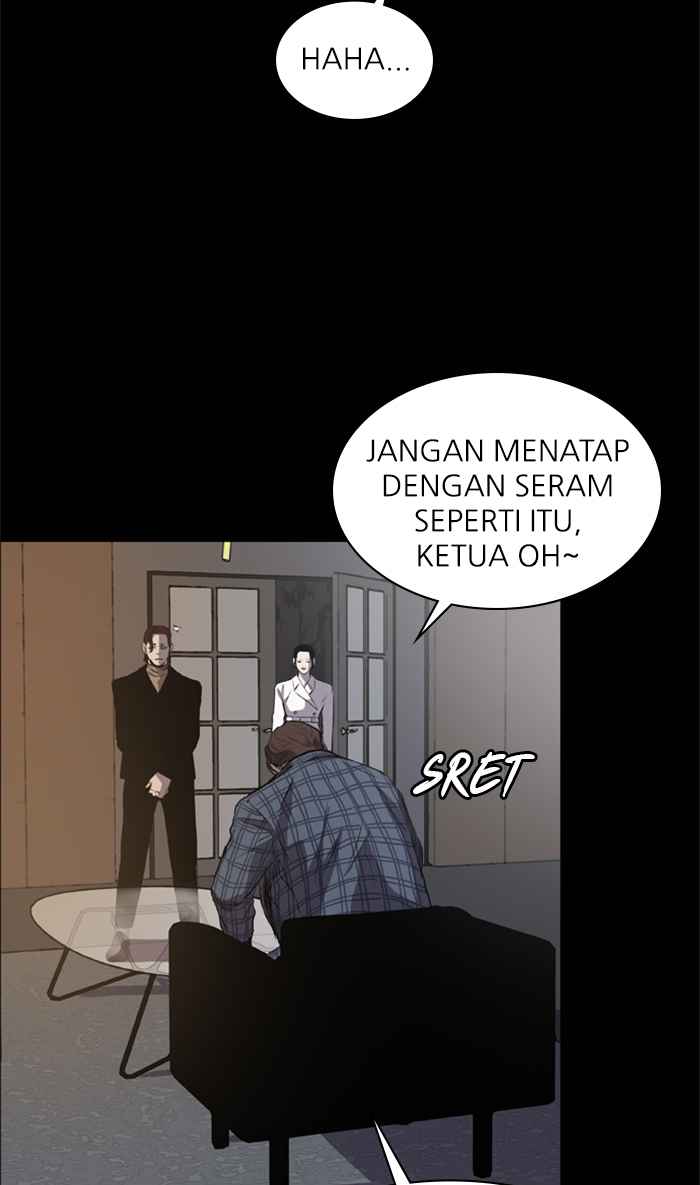 HAHA...
JANGAN MENATAP
DENGAN SERAM
SEPERTI ITU,
KETUA OH~
SRET